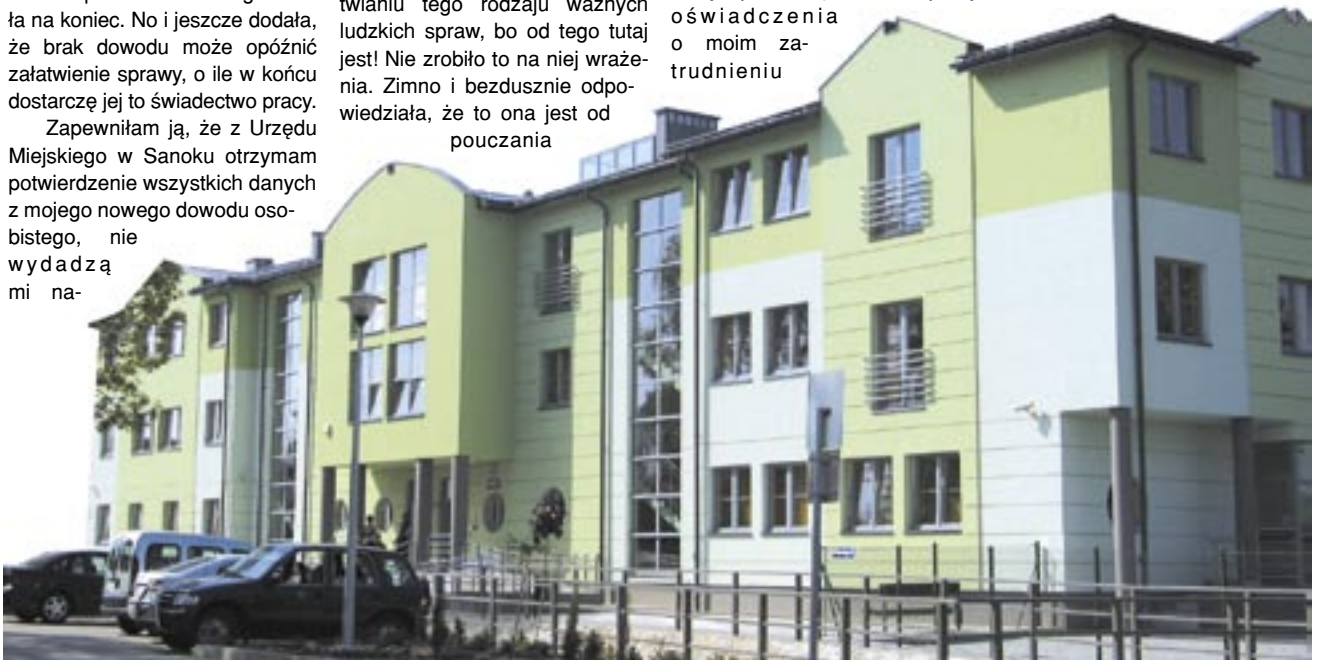 ła na koniec. No i jeszcze dodała,
że brak dowodu może opóźnić
załatwienie sprawy, o ile w końcu
dostarczę jej to świadectwo pracy.
Zapewniłam ją, że z Urzędu
Miejskiego w Sanoku otrzymam
potwierdzenie wszystkich danych
z mojego nowego dowodu oso-
bistego, nie
wydadzą
mi na-
twianiu tego rodzaju ważnych
ludzkich spraw, bo od tego tutaj
jest! Nie zrobiło to na niej wraże-
nia. Zimno i bezdusznie odpo-
wiedziała, że to ona jest od
pouczania
oświadczenia
o moim za-
trudnieniu